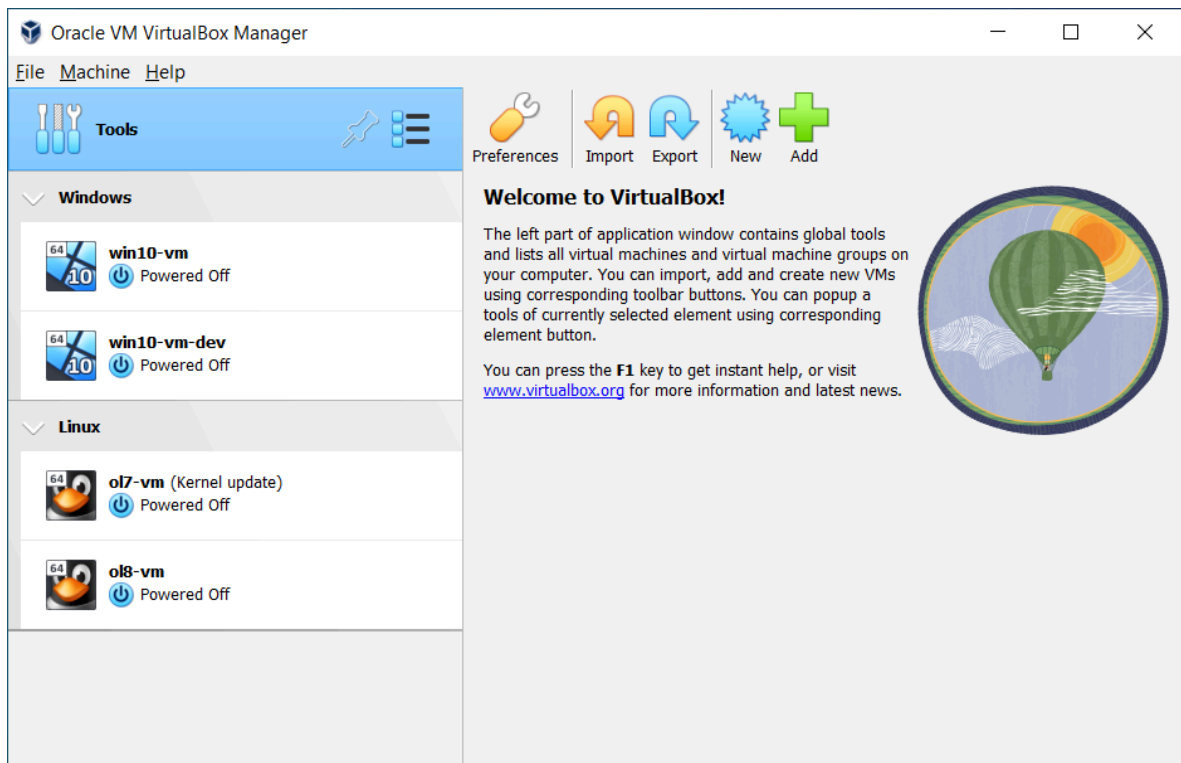 Oracle VM VirtualBox Manager
File Machine Help
Tools
Preferences Import Export New Add
Windows
64
10
win10-vm
Powered Off
64
10
win10-vm-dev
Powered Off
Linux
64
ol7-vm (Kernel update)
Powered Off
64
ol8-vm
Powered Off
Welcome to VirtualBox!
The left part of application window contains global tools
and lists all virtual machines and virtual machine groups on
your computer. You can import, add and create new VMs
using corresponding toolbar buttons. You can popup a
tools of currently selected element using corresponding
element button.
You can press the F1 key to get instant help, or visit
www.virtualbox.org for more information and latest news.